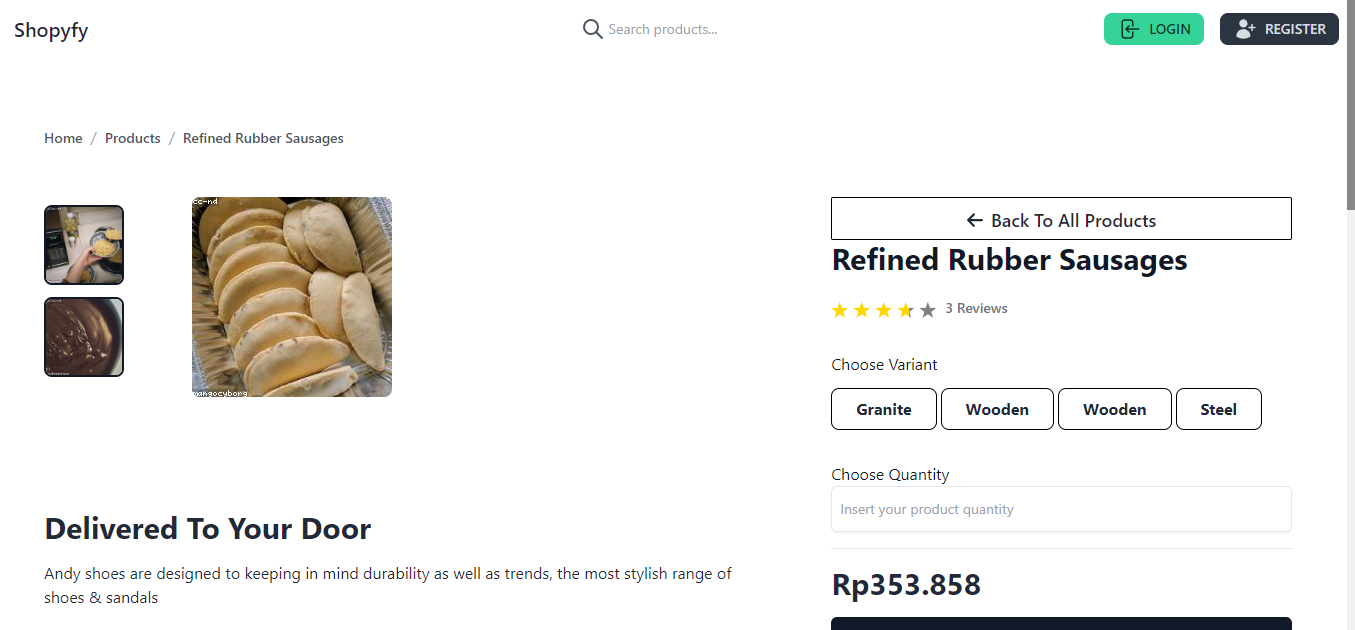 Shopyfy
Search products...
LOGIN
REGISTER
Home / Products / Refined Rubber Sausages
cc-nd
mangocyborg
Delivered To Your Door
Andy shoes are designed to keeping in mind durability as well as trends, the most stylish range of
shoes & sandals
Back To All Products
Refined Rubber Sausages
3 Reviews
Choose Variant
Granite
Wooden
Wooden
Steel
Choose Quantity
Insert your product quantity
Rp353.858